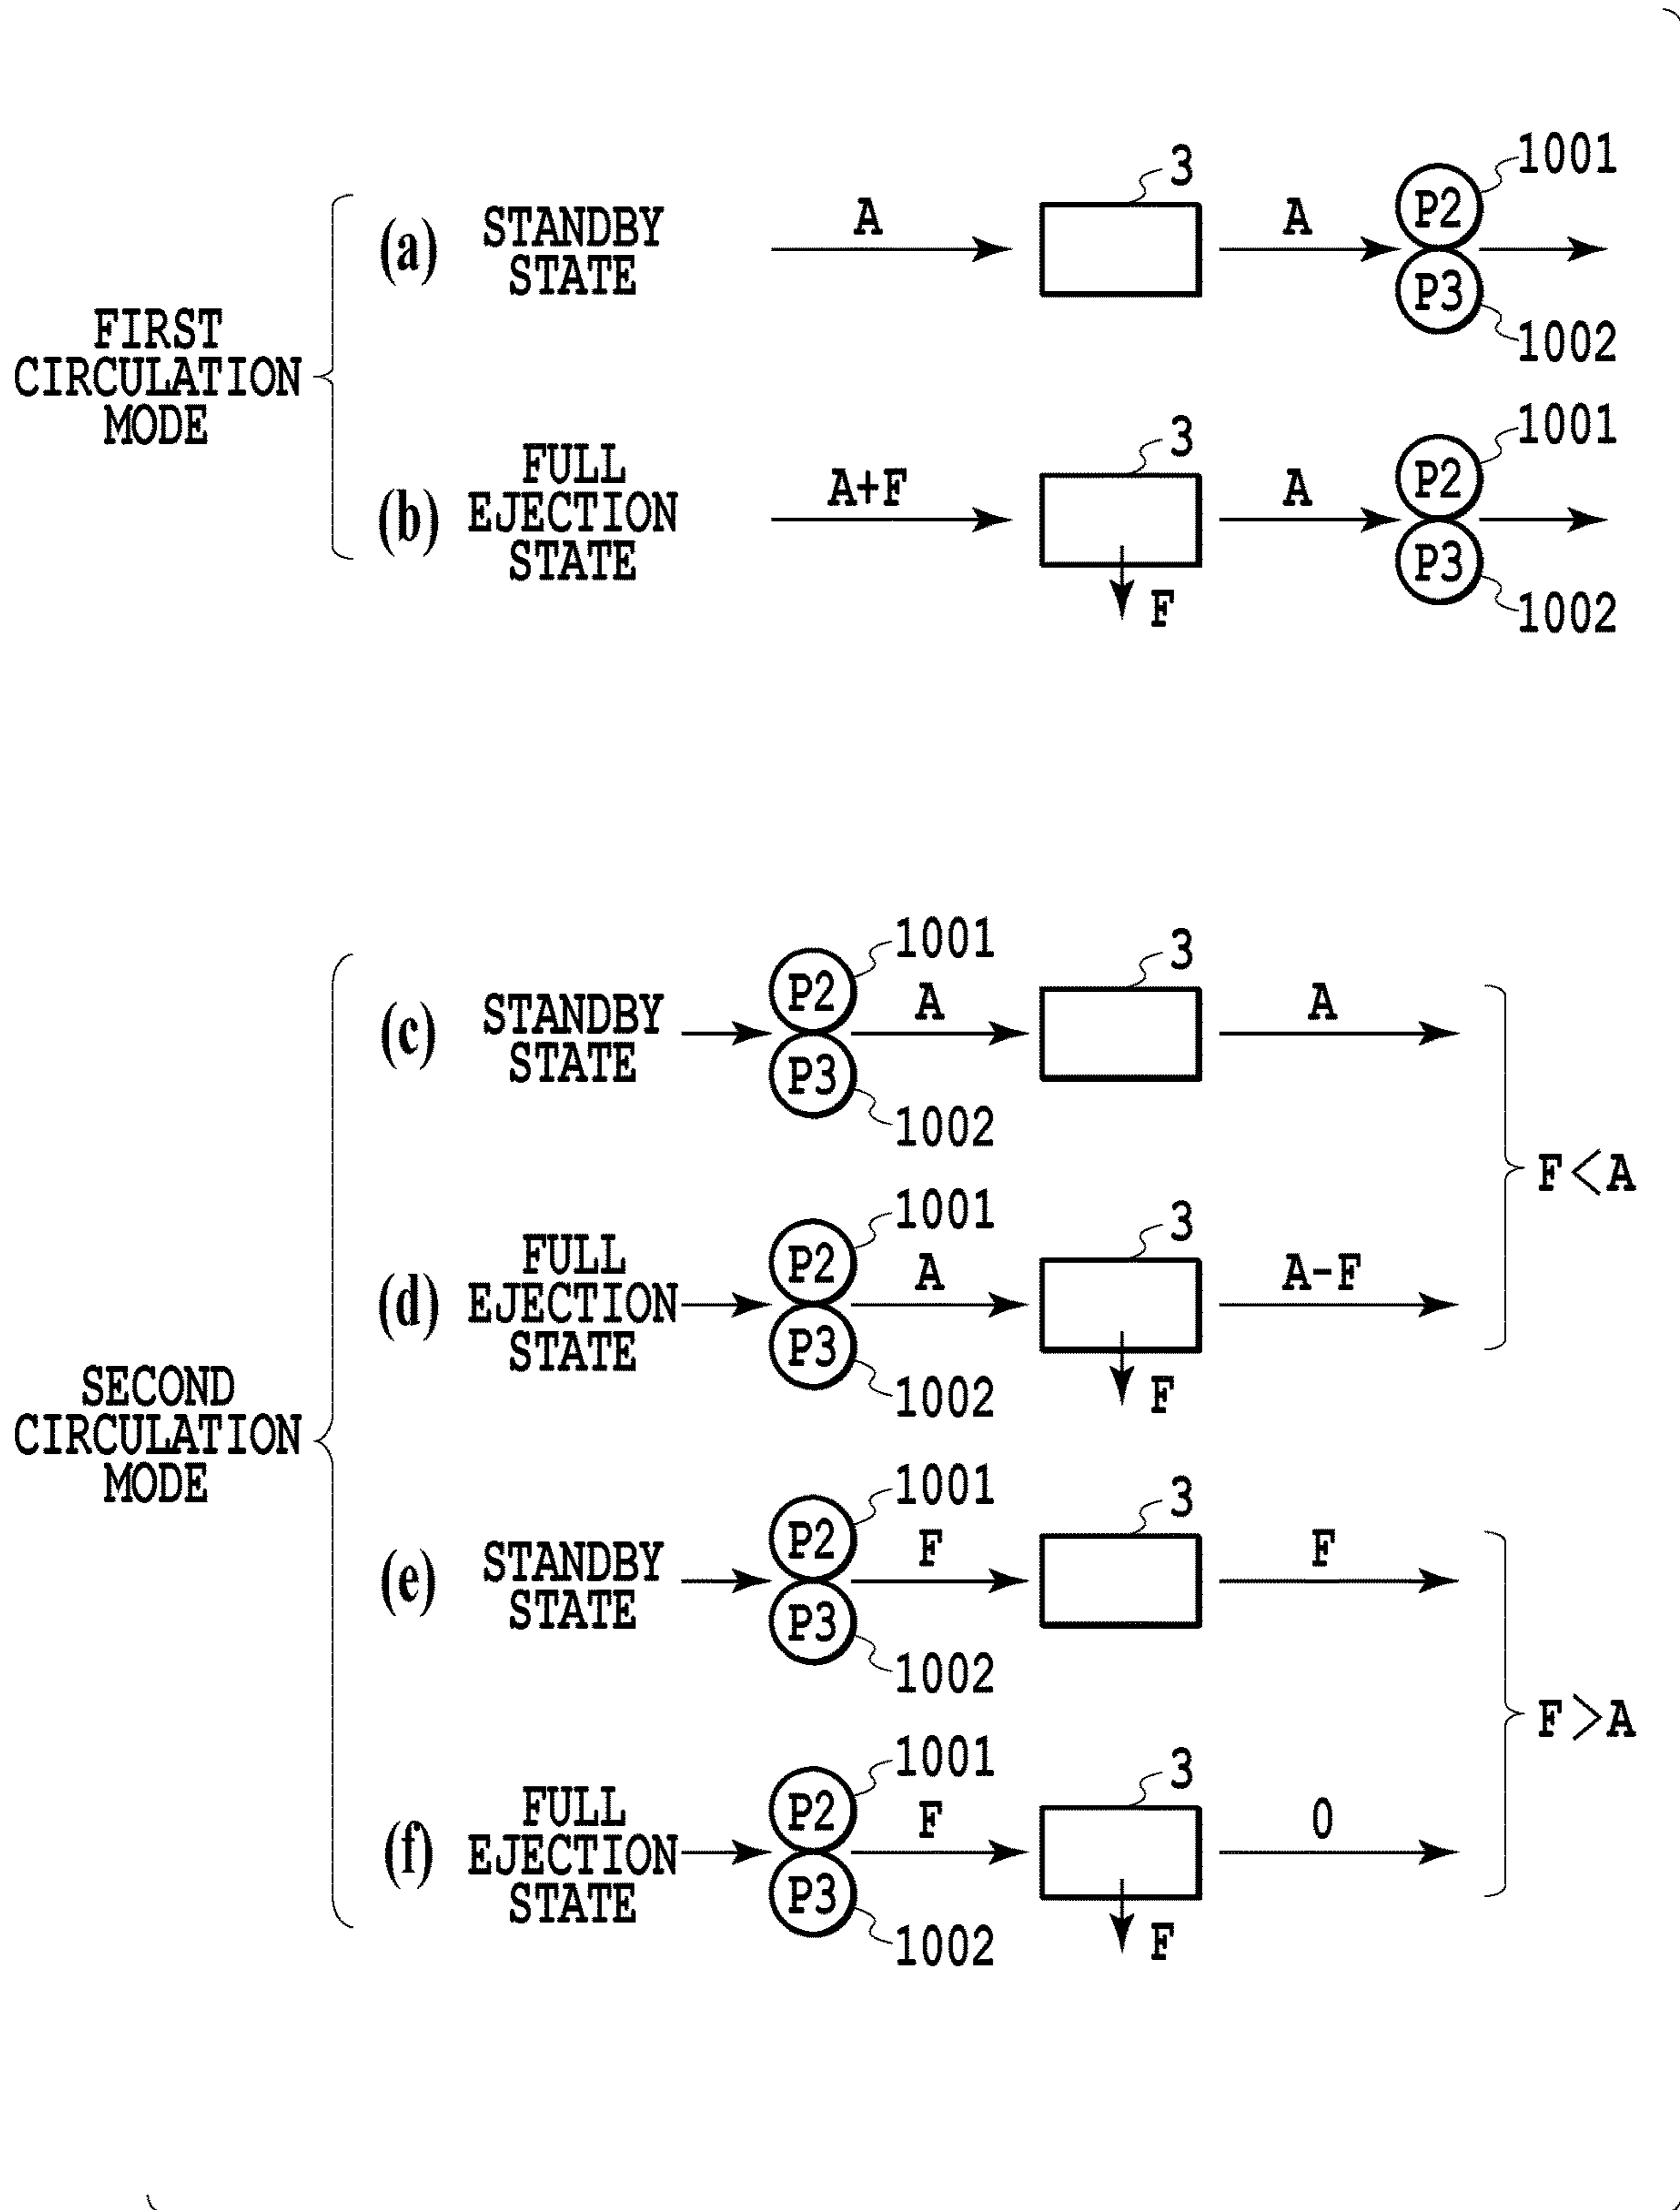 FIRST
CIRCULATION
MODE
(a) STANDBY
STATE
A
3
A
P2
P3
1001
1002
(b) FULL
EJECTION
STATE
A+F
3
F
A
P2
P3
1001
1002
SECOND
CIRCULATION
MODE
(c) STANDBY
STATE
P2
P3
1001
1002
A
3
A
(d) FULL
EJECTION
STATE
P2
P3
1001
1002
A
3
F
A-F
F<A
(e) STANDBY
STATE
P2
P3
1001
1002
F
3
F
(f) FULL
EJECTION
STATE
P2
P3
1001
1002
F
3
F
0
F>A